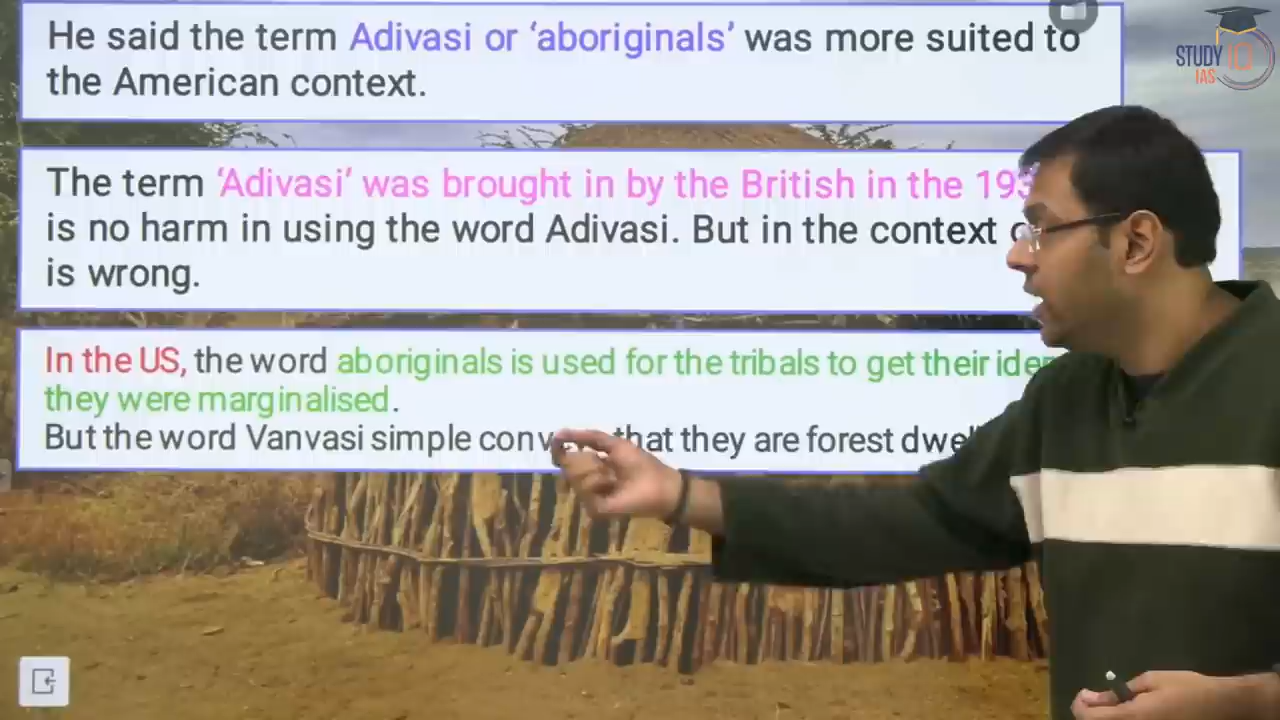 He said the term Adivasi or ‘aboriginals’ was more suited to
the American context.
The term ‘Adivasi’ was brought in by the British in the
is no harm in using the word Adivasi. But in the context
is wrong.
In the US, the word aboriginals is used for the tribals to get their
they were marginalised.
But the word Vanvasi simple that they are forest
STUDY IQ
IAS